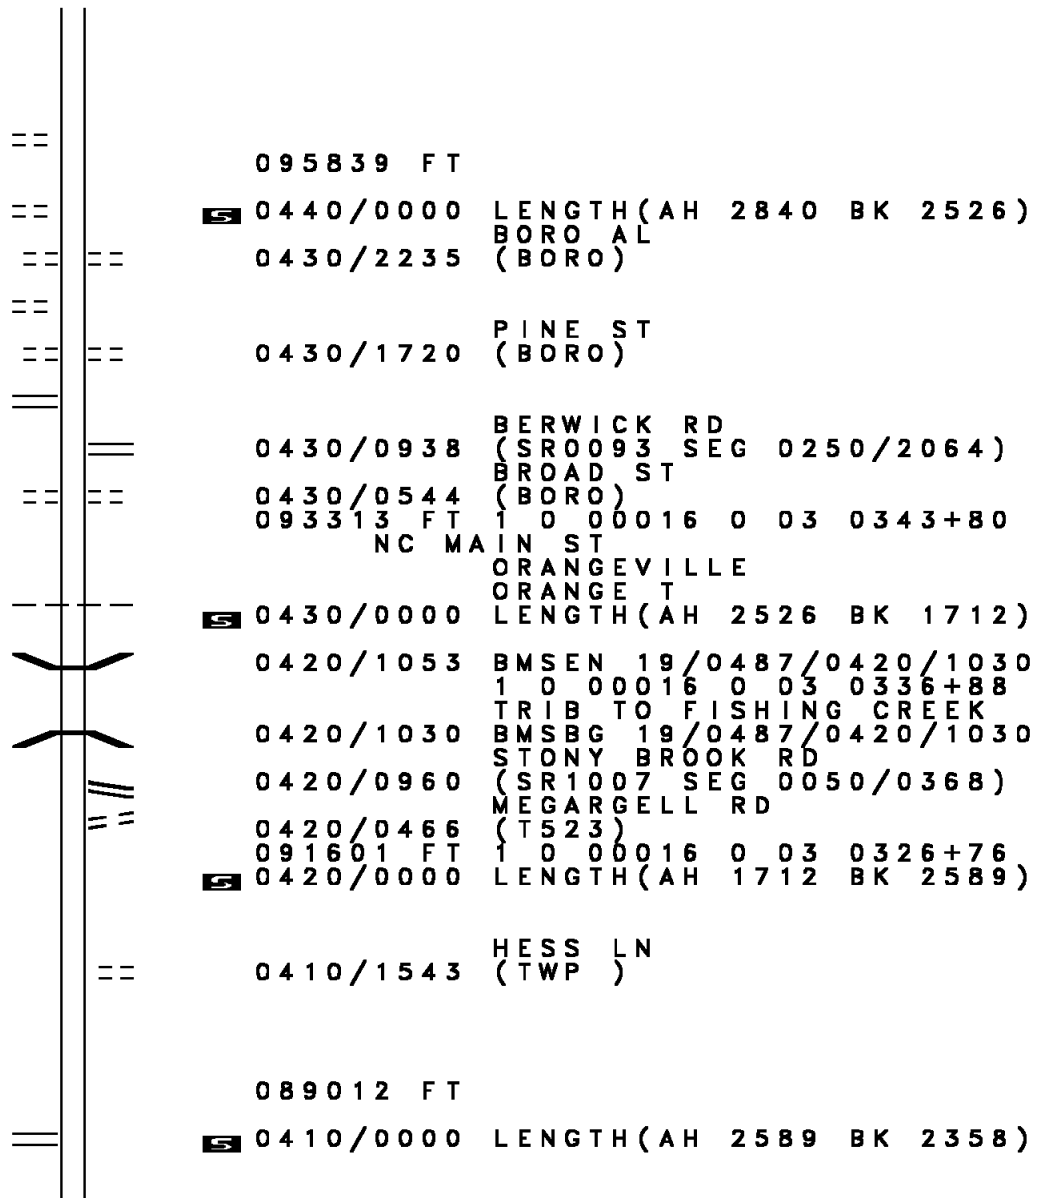 095839 FT
S 0440/0000 LENGTH(AH 2840 BK 2526)
BORO AL
0430/2235 (BORO)
PINE ST
0430/1720 (BORO)
BERWICK RD
0430/0938 (SR0093 SEG 0250/2064)
BROAD ST
0430/0544 (BORO)
093313 FT 1 0 00016 0 03 0343+80
NC MAIN ST
ORANGEVILLE
ORANGE T
S 0430/0000 LENGTH(AH 2526 BK 1712)
0420/1053 BMSEN 19/0487/0420/1030
1 0 00016 0 03 0336+88
TRIB TO FISHING CREEK
0420/1030 BMSBG 19/0487/0420/1030
STONY BROOK RD
0420/0960 (SR1007 SEG 0050/0368)
MEGARGELL RD
0420/0466 (T523)
091601 FT 1 0 00016 0 03 0326+76
S 0420/0000 LENGTH(AH 1712 BK 2589)
HESS LN
0410/1543 (TWP )
089012 FT
S 0410/0000 LENGTH(AH 2589 BK 2358)